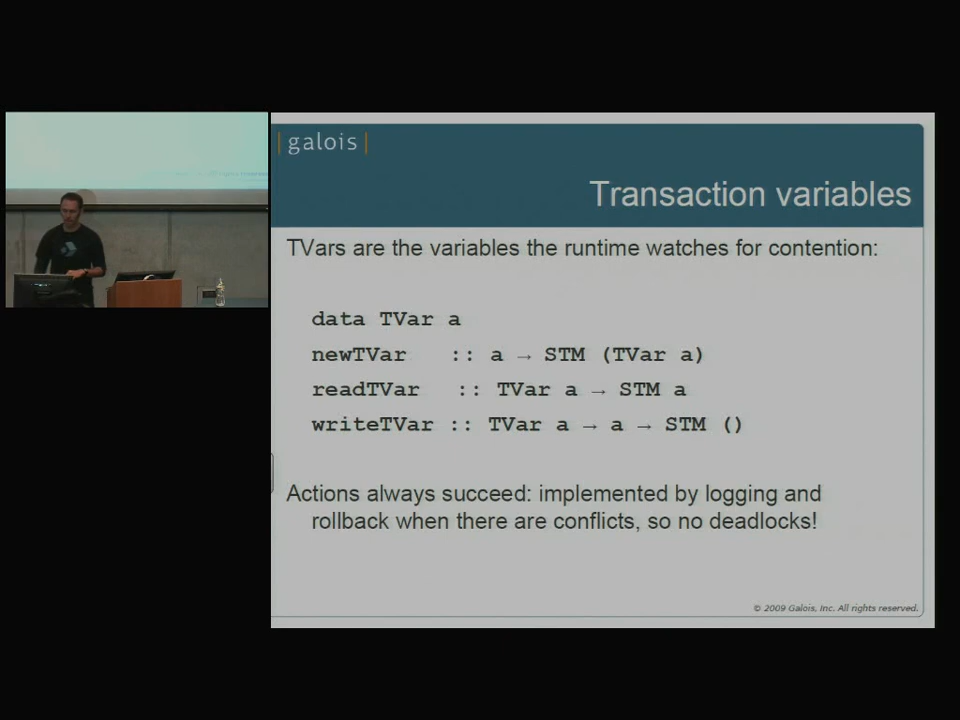 |galois|
Transaction variables
TVars are the variables the runtime watches for contention:
data TVar a
newTVar :: a → STM (TVar a)
readTVar :: TVar a → STM a
writeTVar :: TVar a → a → STM ()
Actions always succeed: implemented by logging and
rollback when there are conflicts, so no deadlocks!
© 2009 Galois, Inc. All rights reserved.